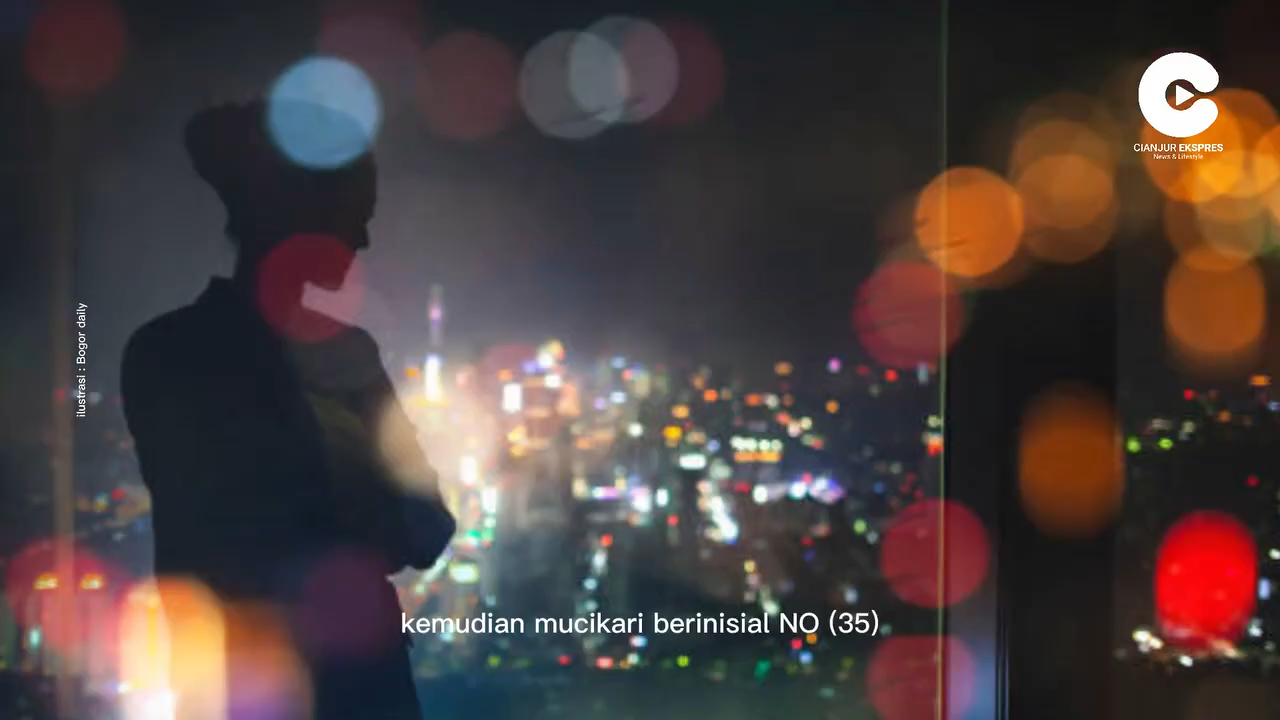 CIANJUR EKSPRES
News & Lifestyle
ilustrasi : Bogor daily
kemudian mucikari berinisial NO (35)